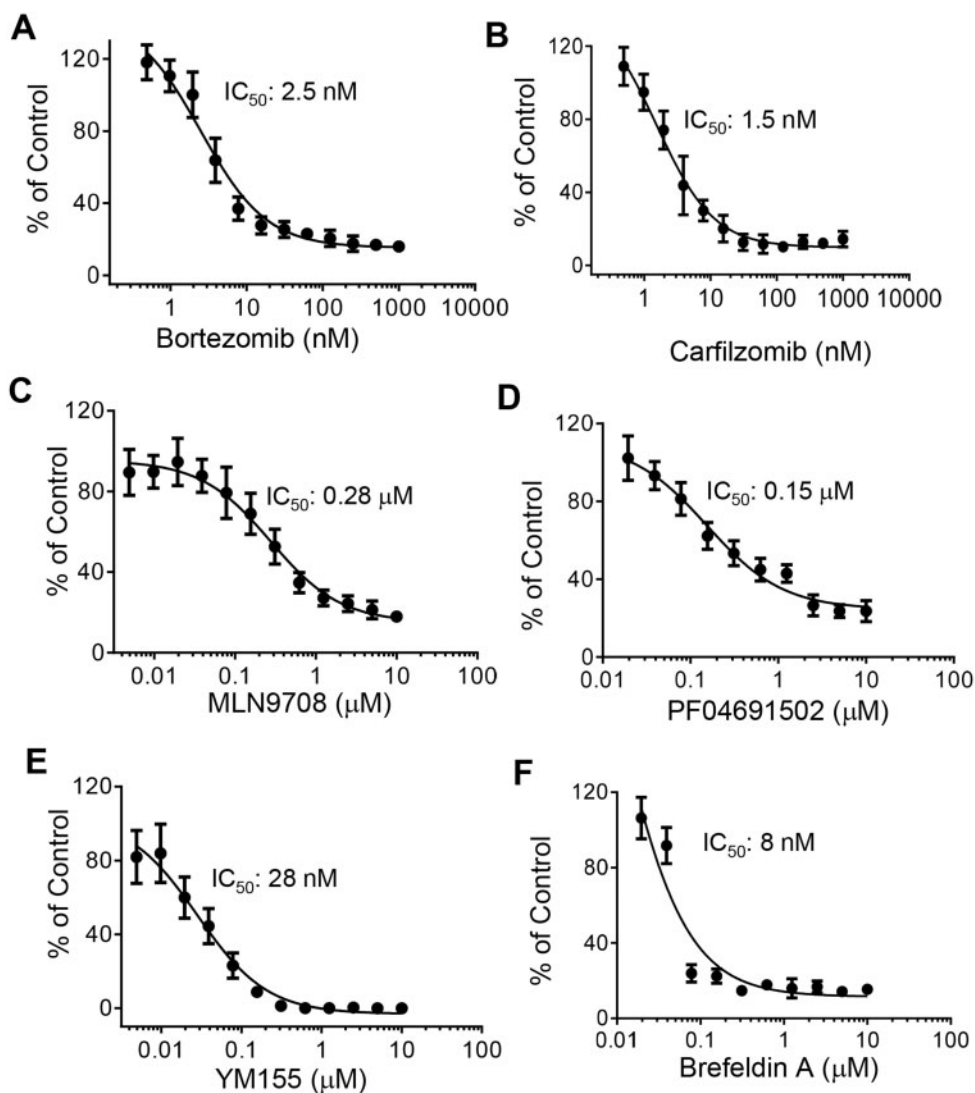 A
% of Control
120
80
40
0
IC50: 2.5 nM
1 10 100 1000 10000
Bortezomib (nM)
B
% of Control
120
80
40
0
IC50: 1.5 nM
1 10 100 1000 10000
Carfilzomib (nM)
C
% of Control
120
80
40
0
IC50: 0.28 μM
0.01 0.1 1 10 100
MLN9708 (μM)
D
% of Control
120
80
40
0
IC50: 0.15 μM
0.01 0.1 1 10 100
PF04691502 (μM)
E
% of Control
120
80
40
0
IC50: 28 nM
0.01 0.1 1 10 100
YM155 (μM)
F
% of Control
120
80
40
0
IC50: 8 nM
0.01 0.1 1 10 100
Brefeldin A (μM)